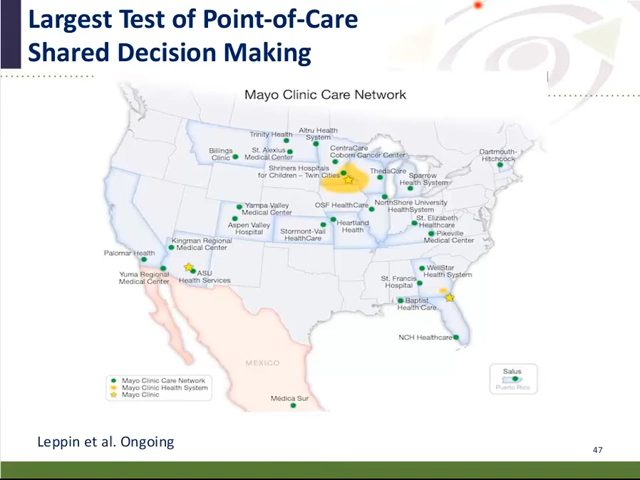 Largest Test of Point-of-Care
Shared Decision Making
Mayo Clinic Care Network
Trinity Health
Altru Health
System
Billings
Clinic
St. Alexius
Medical Center
CentraCare
Coborn Cancer Center
Shriners Hospitals
for Children – Twin Cities
ThedaCare
Sparrow
Health System
Dartmouth-
Hitchcock
Yampa Valley
Medical Center
Aspen Valley
Hospital
Stormont-Vail
HealthCare
OSF HealthCare
Heartland
Health
NorthShore University
HealthSystem
St. Elizabeth
Healthcare
Pikeville
Medical Center
Kingman Regional
Medical Center
Palomar Health
Yuma Regional
Medical Center
ASU
Health Services
WellStar
Health System
St. Francis
Hospital
Baptist
Health Care
NCH Healthcare
MEXICO
Médica Sur
Salus
Puerto Rico
Mayo Clinic Care Network
Mayo Clinic Health System
Mayo Clinic
Leppin et al. Ongoing
47